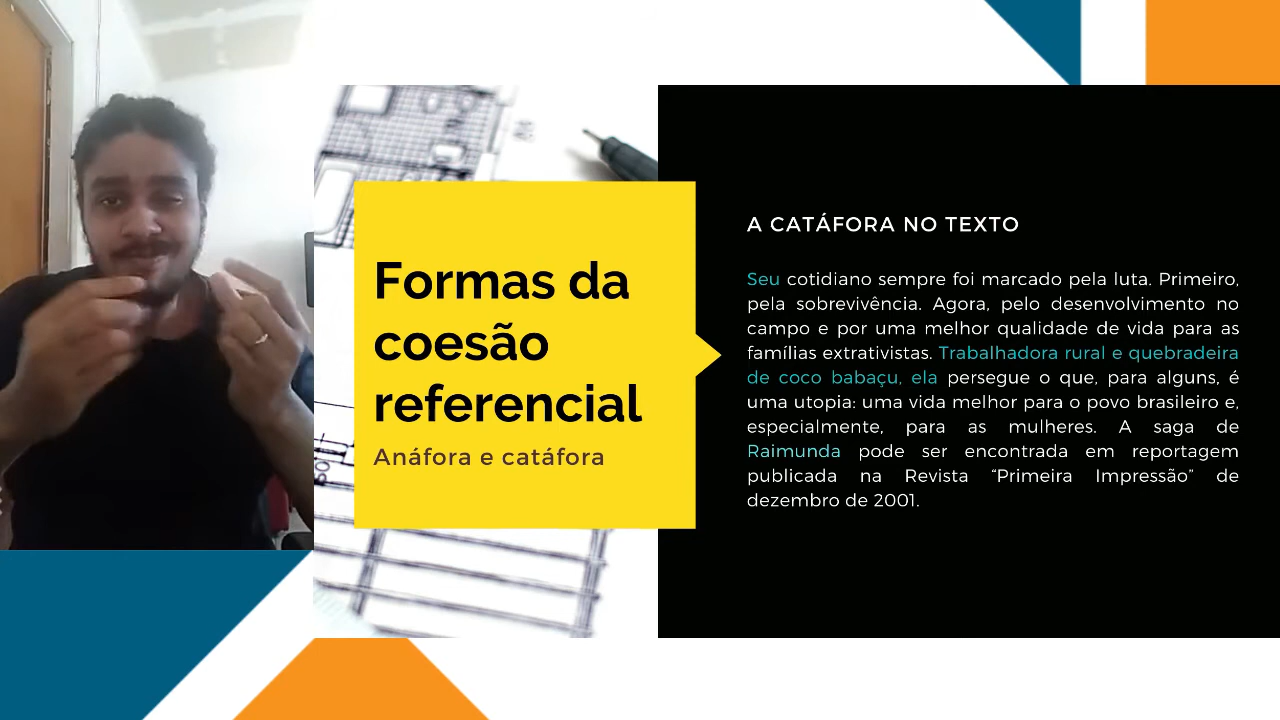 Formas da
coesão
referencial
Anáfora e catáfora
A CATÁFORA NO TEXTO
Seu cotidiano sempre foi marcado pela luta. Primeiro,
pela sobrevivência. Agora, pelo desenvolvimento no
campo e por uma melhor qualidade de vida para as
famílias extrativistas. Trabalhadora rural e quebradeira
de coco babaçu, ela persegue o que, para alguns, é
uma utopia: uma vida melhor para o povo brasileiro e,
especialmente, para as mulheres. A saga de
Raimunda pode ser encontrada em reportagem
publicada na Revista “Primeira Impressão” de
dezembro de 2001.